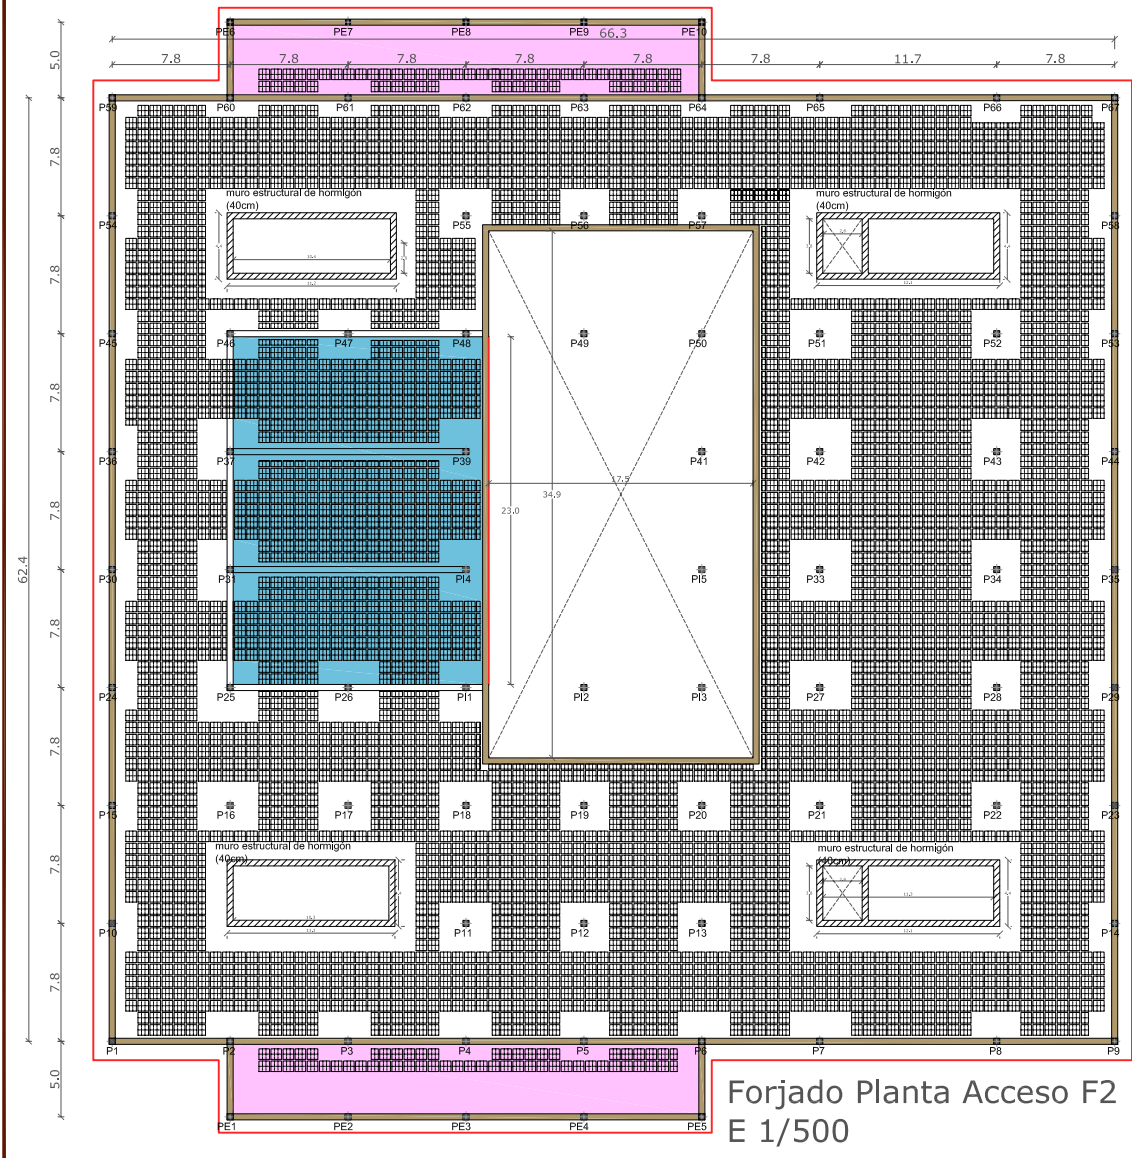 PE6 PE7 PE8 PE9 PE10
66.3
5.0
7.8 7.8 7.8 7.8 7.8 7.8 11.7 7.8
P59 P60 P61 P62 P63 P64 P65 P66 P67
7.8
muro estructural de hormigón
(40cm)
muro estructural de hormigón
(40cm)
P54 P55 P56 P57 P58
7.8
P45 P46 P47 P48 P49 P50 P51 P52 P53
7.8
P36 P37 P39 P41 P42 P43 P44
17.5
34.9
23.0
7.8
62.4
P30 P31 PI4 PI5 P33 P34 P35
7.8
P24 P25 P26 PI1 PI2 PI3 P27 P28 P29
7.8
P15 P16 P17 P18 P19 P20 P21 P22 P23
muro estructural de hormigón
(40cm)
muro estructural de hormigón
(40cm)
7.8
P10 P11 P12 P13 P14
7.8
P1 P2 P3 P4 P5 P6 P7 P8 P9
5.0
PE1 PE2 PE3 PE4 PE5
Forjado Planta Acceso F2
E 1/500